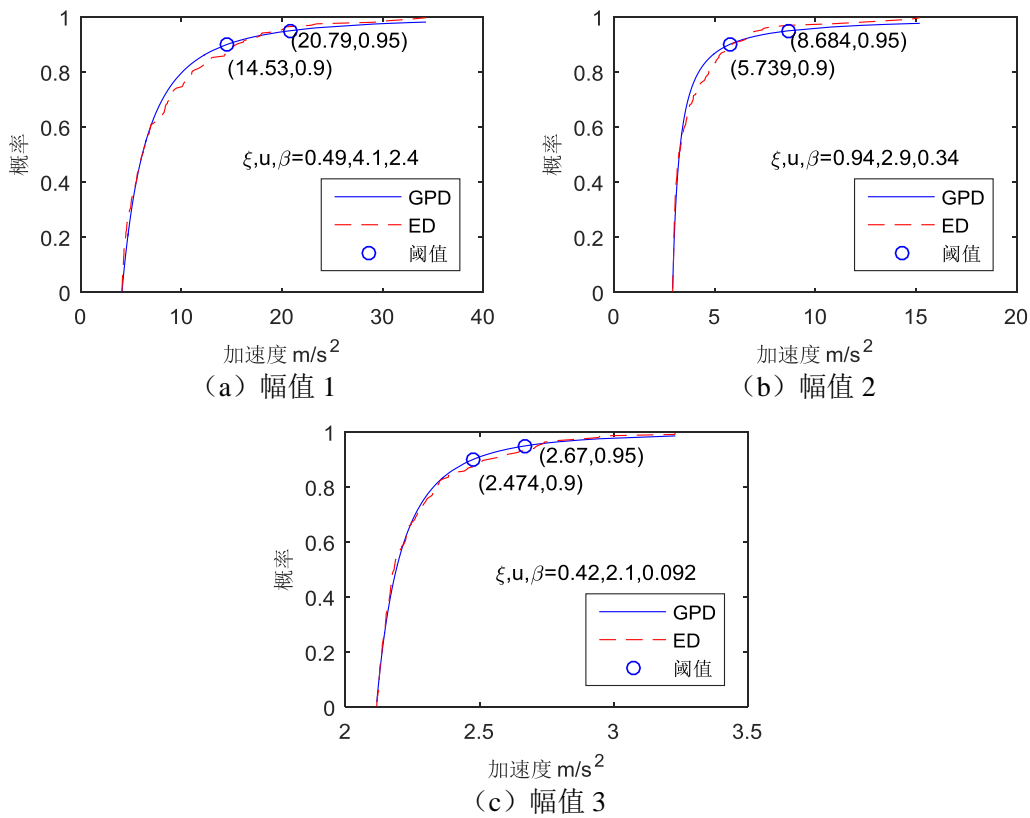 1
0.8
0.6
0.4
0.2
0
概率
(20.79,0.95)
(14.53,0.9)
ξ,u,β=0.49,4.1,2.4
GPD
ED
阈值
0 10 20 30 40
加速度 m/s²
（a）幅值 1
1
0.8
0.6
0.4
0.2
0
概率
(8.684,0.95)
(5.739,0.9)
ξ,u,β=0.94,2.9,0.34
GPD
ED
阈值
0 5 10 15 20
加速度 m/s²
（b）幅值 2
1
0.8
0.6
0.4
0.2
0
概率
(2.67,0.95)
(2.474,0.9)
ξ,u,β=0.42,2.1,0.092
GPD
ED
阈值
2 2.5 3 3.5
加速度 m/s²
（c）幅值 3